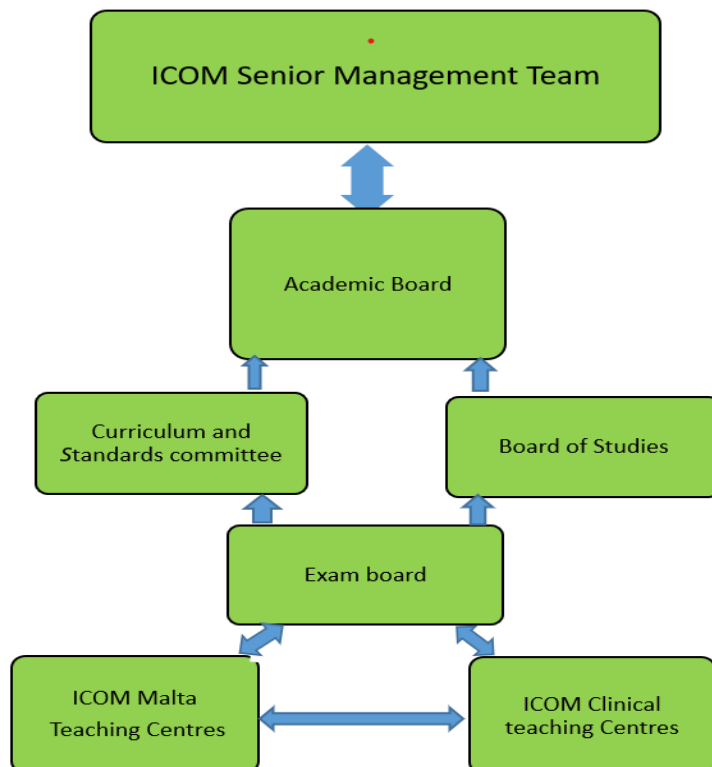 ICOM Senior Management Team
Academic Board
Curriculum and
Standards committee
Board of Studies
Exam board
ICOM Malta
Teaching Centres
ICOM Clinical
teaching Centres